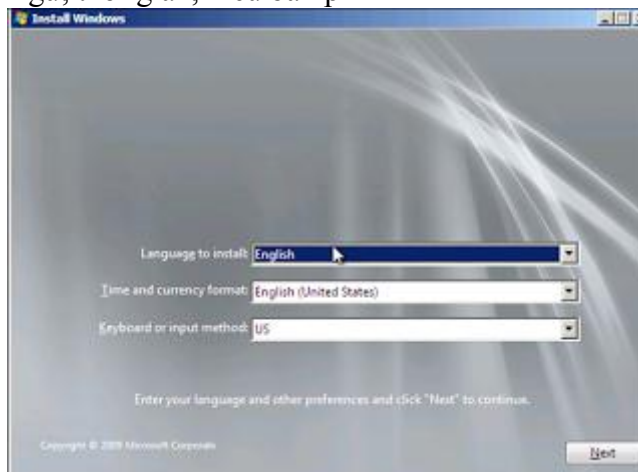 Install Windows
Language to install: English
Time and currency format: English (United States)
Keyboard or input method: US
Enter your language and other preferences and click "Next" to continue.
Copyright © 2009 Microsoft Corporate
Next